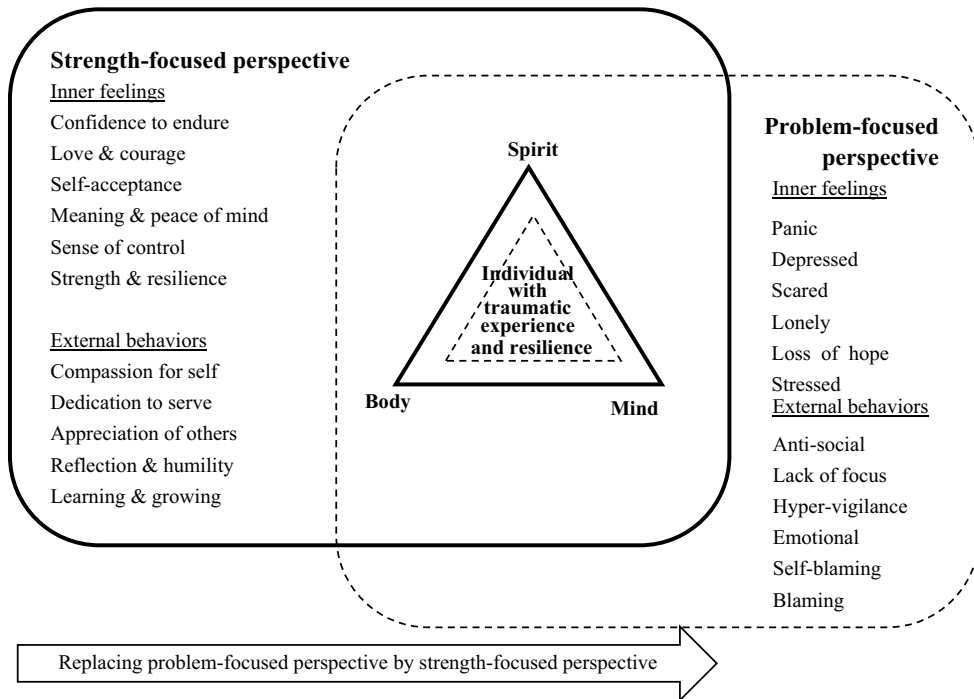 Strength-focused perspective
Inner feelings
Confidence to endure
Love & courage
Self-acceptance
Meaning & peace of mind
Sense of control
Strength & resilience
External behaviors
Compassion for self
Dedication to serve
Appreciation of others
Reflection & humility
Learning & growing
Spirit
Individual
with
traumatic
experience
and resilience
Body
Mind
Problem-focused
perspective
Inner feelings
Panic
Depressed
Scared
Lonely
Loss of hope
Stressed
External behaviors
Anti-social
Lack of focus
Hyper-vigilance
Emotional
Self-blaming
Blaming
Replacing problem-focused perspective by strength-focused perspective